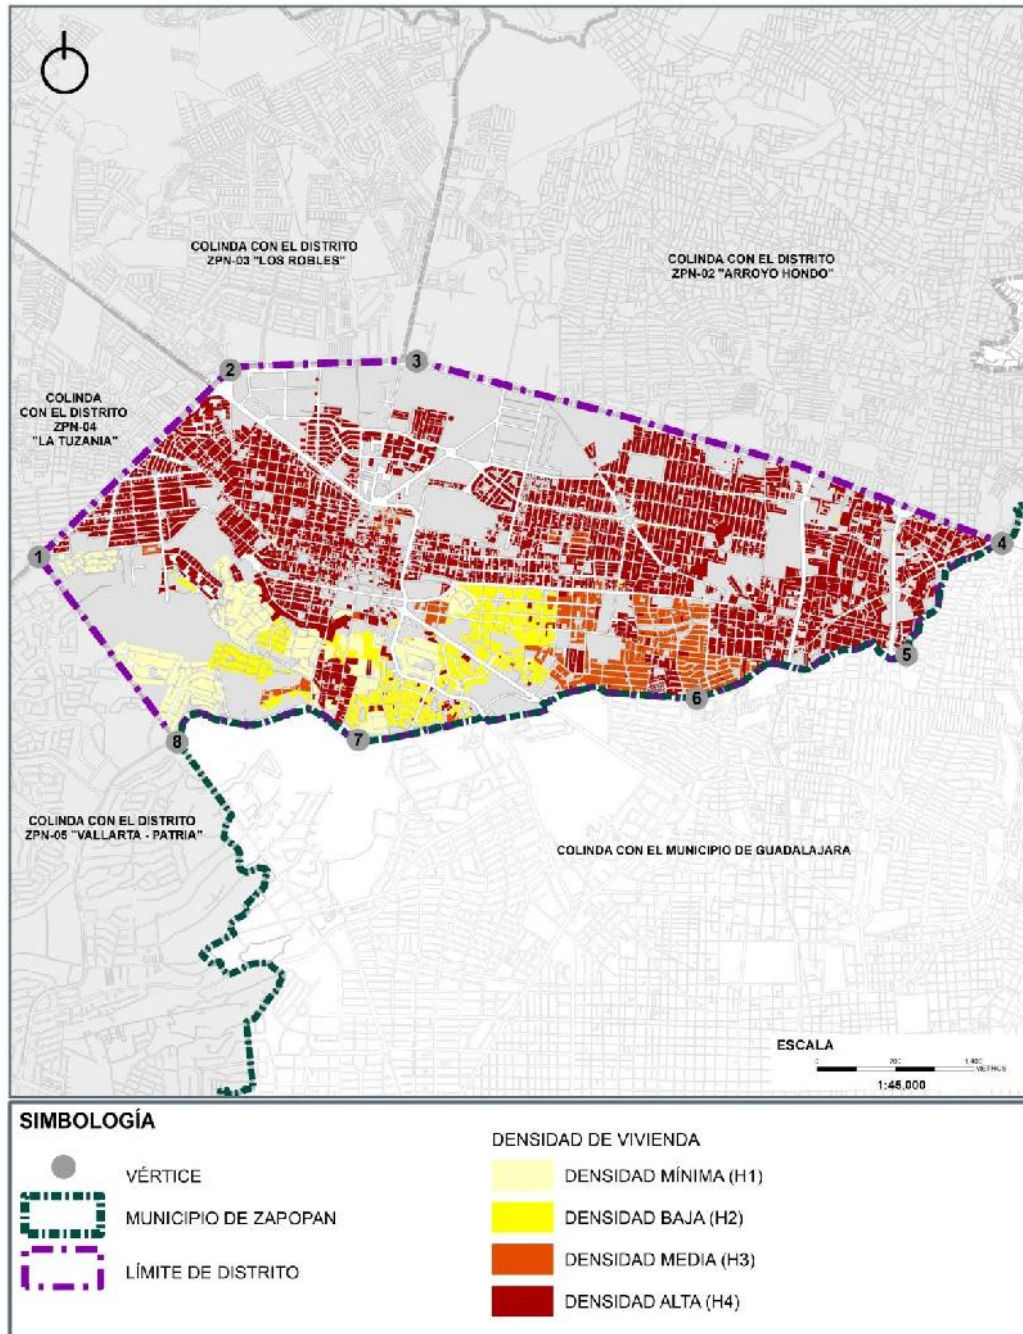 COLINDA CON EL DISTRITO
ZPN-03 "LOS ROBLES"
COLINDA CON EL DISTRITO
ZPN-02 "ARROYO HONDO"
2
3
COLINDA
CON EL DISTRITO
ZPN-04
"LA TUZANIA"
1
4
5
6
7
8
COLINDA CON EL DISTRITO
ZPN-05 "VALLARTA - PATRIA"
COLINDA CON EL MUNICIPIO DE GUADALAJARA
ESCALA
0
METROS
1:45,000
SIMBOLOGÍA
VÉRTICE
MUNICIPIO DE ZAPOPAN
LÍMITE DE DISTRITO
DENSIDAD DE VIVIENDA
DENSIDAD MÍNIMA (H1)
DENSIDAD BAJA (H2)
DENSIDAD MEDIA (H3)
DENSIDAD ALTA (H4)